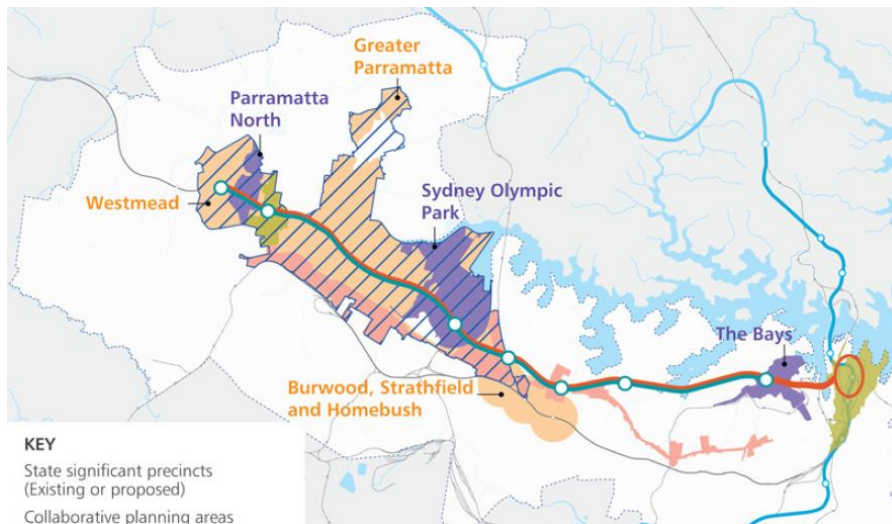 Greater
Parramatta
Parramatta
North
Westmead
Sydney Olympic
Park
The Bays
Burwood, Strathfield
and Homebush
KEY
State significant precincts
(Existing or proposed)
Collaborative planning areas